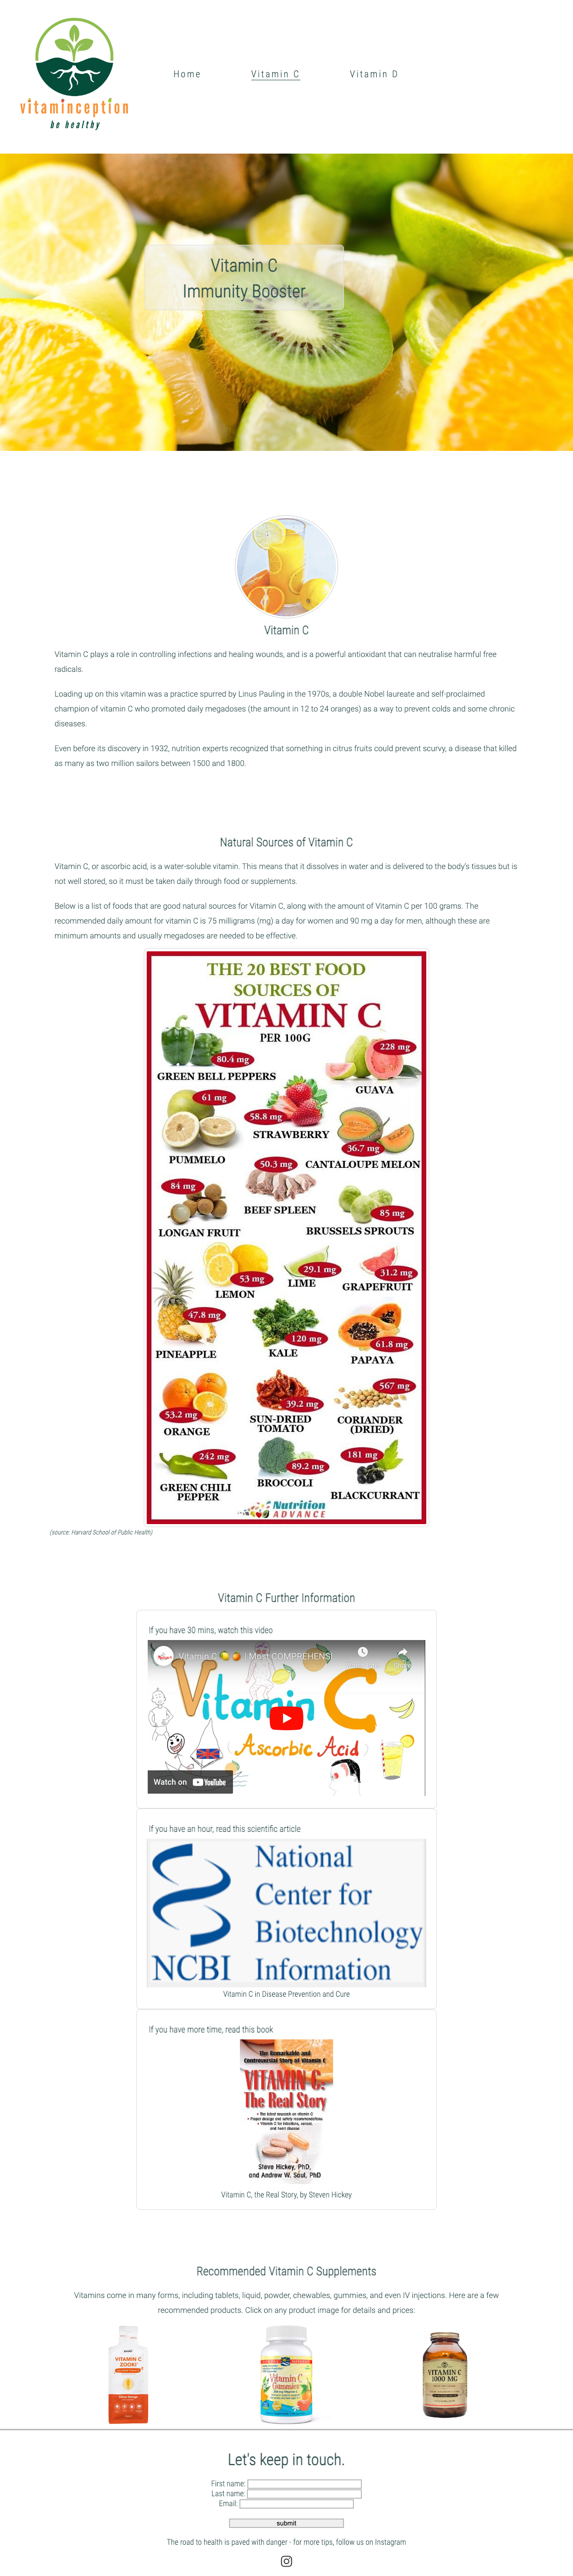 vitaminception
be healthy
Home
Vitamin C
Vitamin D
Vitamin C
Immunity Booster
Vitamin C
Vitamin C plays a role in controlling infections and healing wounds, and is a powerful antioxidant that can neutralise harmful free
radicals.
Loading up on this vitamin was a practice spurred by Linus Pauling in the 1970s, a double Nobel laureate and self-proclaimed
champion of vitamin C who promoted daily megadoses (the amount in 12 to 24 oranges) as a way to prevent colds and some chronic
diseases.
Even before its discovery in 1932, nutrition experts recognized that something in citrus fruits could prevent scurvy, a disease that killed
as many as two million sailors between 1500 and 1800.
Natural Sources of Vitamin C
Vitamin C, or ascorbic acid, is a water-soluble vitamin. This means that it dissolves in water and is delivered to the body's tissues but is
not well stored, so it must be taken daily through food or supplements.
Below is a list of foods that are good natural sources for Vitamin C, along with the amount of Vitamin C per 100 grams. The
recommended daily amount for vitamin C is 75 milligrams (mg) a day for women and 90 mg a day for men, although these are
minimum amounts and usually megadoses are needed to be effective.
THE 20 BEST FOOD
SOURCES OF
VITAMIN C
PER 100G
80.4 mg
GREEN BELL PEPPERS
228 mg
GUAVA
61 mg
PUMMELO
58.8 mg
STRAWBERRY
36.7 mg
CANTALOUPE MELON
84 mg
LONGAN FRUIT
50.3 mg
BEEF SPLEEN
85 mg
BRUSSELS SPROUTS
53 mg
LEMON
29.1 mg
LIME
31.2 mg
GRAPEFRUIT
47.8 mg
PINEAPPLE
120 mg
KALE
61.8 mg
PAPAYA
53.2 mg
ORANGE
39.2 mg
SUN-DRIED
TOMATO
567 mg
CORIANDER
(DRIED)
242 mg
GREEN CHILI
PEPPER
89.2 mg
BROCCOLI
181 mg
BLACKCURRANT
Nutrition
ADVANCE
(source: Harvard School of Public Health)
Vitamin C Further Information
If you have 30 mins, watch this video
Vitamin C 🍋 🍊 | Most COMPREHENSI
Vitamin C
Ascorbic Acid
Watch on YouTube
If you have an hour, read this scientific article
National
Center for
Biotechnology
Information
NCBI
Vitamin C in Disease Prevention and Cure
If you have more time, read this book
The Remarkable and
Controversial Story of Vitamin C
VITAMIN C:
The Real Story
• The latest research on vitamin C
• Proper dosage and safety recommendations
• Vitamin C for infections, cancer,
and heart disease
Steve Hickey, PhD,
and Andrew W. Saul, PhD
Vitamin C, the Real Story, by Steven Hickey
Recommended Vitamin C Supplements
Vitamins come in many forms, including tablets, liquid, powder, chewables, gummies, and even IV injections. Here are a few
recommended products. Click on any product image for details and prices:
VITAMIN C
ZOOKI
Vitamin C
Gummies
SOLGAR
VITAMIN C
1000 MG
Let's keep in touch.
First name:
Last name:
Email:
submit
The road to health is paved with danger - for more tips, follow us on Instagram